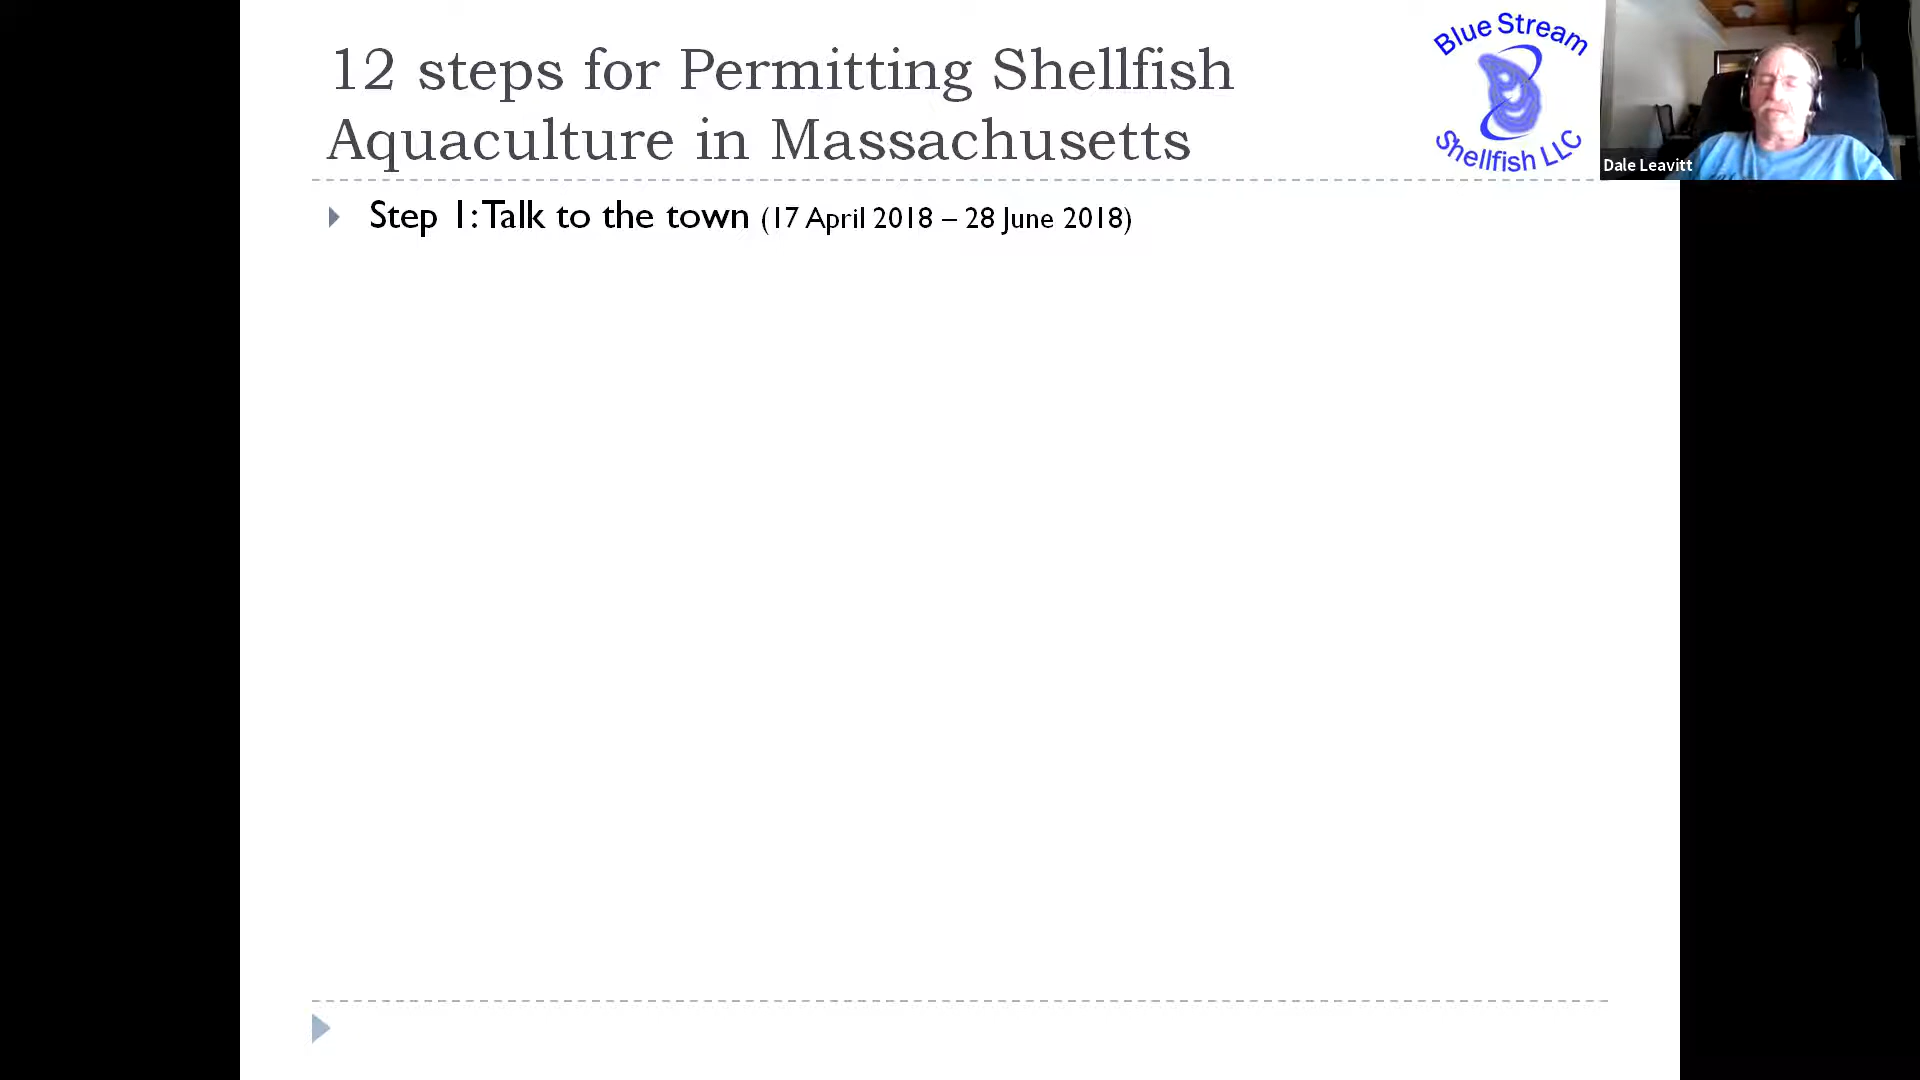 12 steps for Permitting Shellfish
Aquaculture in Massachusetts
Blue Stream
Shellfish LLC
Dale Leavitt
Step 1: Talk to the town (17 April 2018 – 28 June 2018)